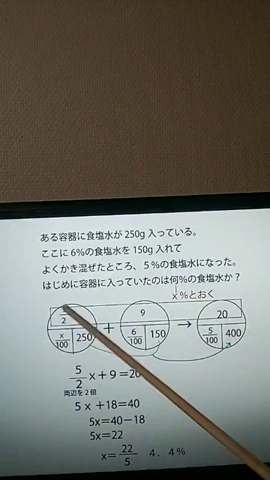 ある容器に食塩水が250g入っている。
ここに6%の食塩水を150g入れて
よくかき混ぜたところ、5%の食塩水になった。
はじめに容器に入っていたのは何%の食塩水か？
x%とおく
2 9 20
x/100 250 + 6/100 150 → 5/100 400
5/2 x+9=20
両辺を2倍
5x+18=40
5x=40-18
5x=22
x=22/5 4.4%